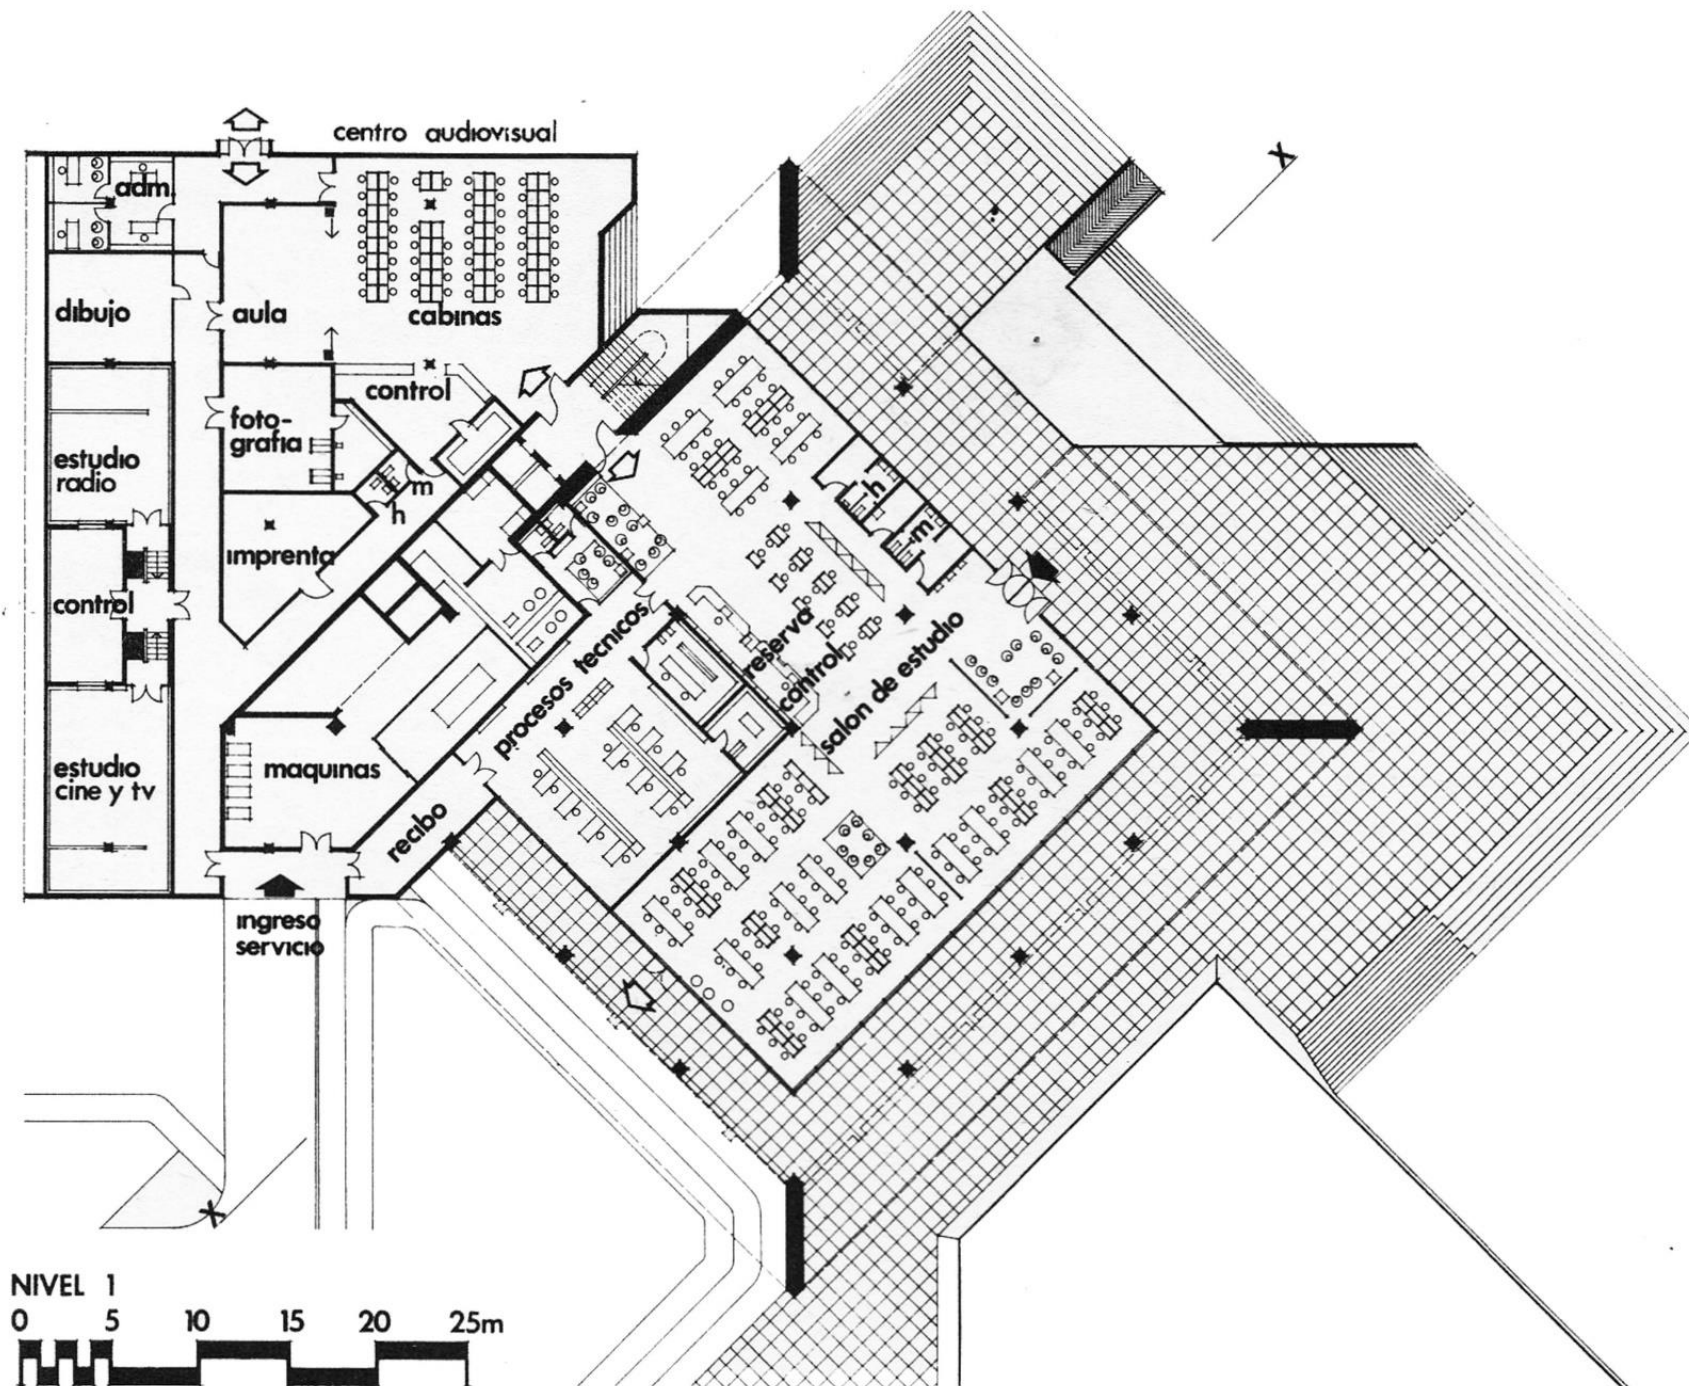 centro audiovisual
adm.
dibujo
aula
cabinas
control
foto-
grafia
estudio
radio
m
h
imprenta
control
h
m
reserva
control
salon de estudio
procesos tecnicos
estudio
cine y tv
maquinas
recibo
ingreso
servicio
x
x
NIVEL 1
0 5 10 15 20 25m